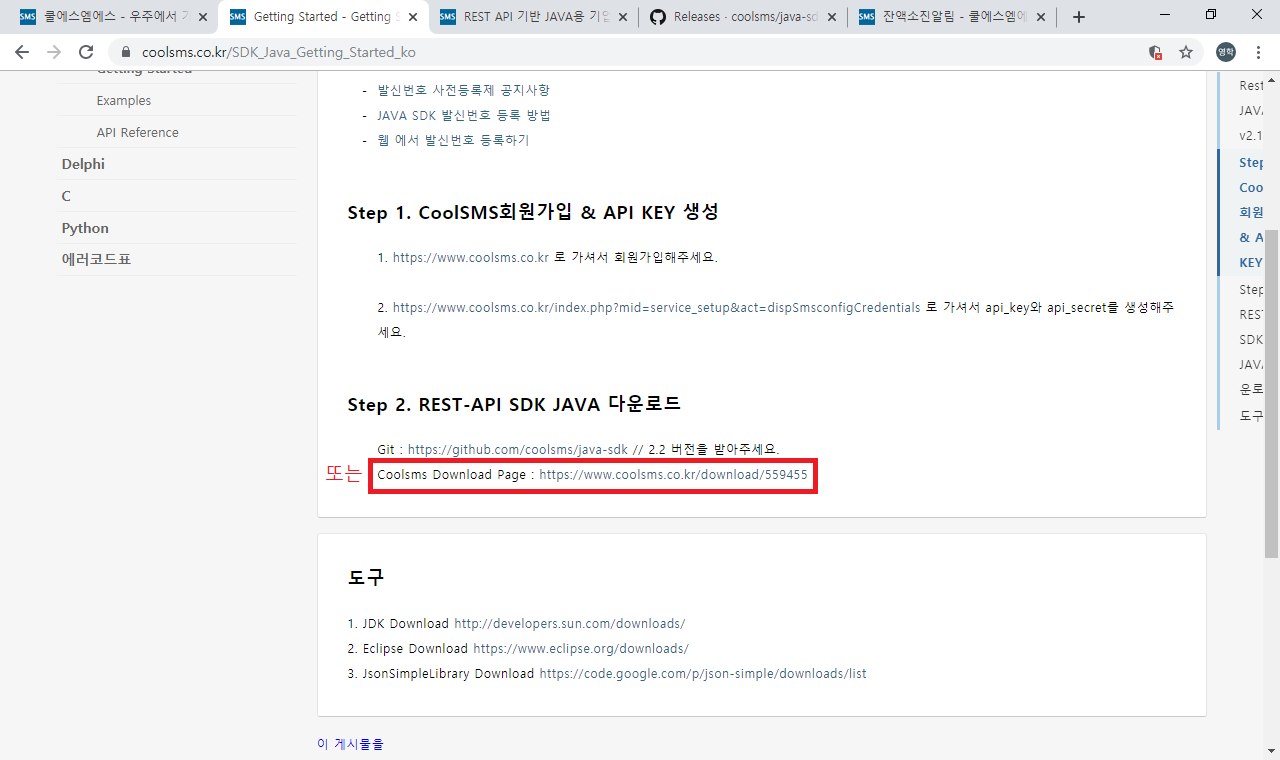 쿨에스엠에스 - 우주에서 가
Getting Started - Getting S
REST API 기반 JAVA용 기업
Releases · coolsms/java-sd
잔액소진알림 - 쿨에스엠에
coolsms.co.kr/SDK_Java_Getting_Started_ko
영학
Getting Started
Examples
API Reference
Delphi
C
Python
에러코드표
- 발신번호 사전등록제 공지사항
- JAVA SDK 발신번호 등록 방법
- 웹 에서 발신번호 등록하기
Step 1. CoolSMS회원가입 & API KEY 생성
1. https://www.coolsms.co.kr 로 가셔서 회원가입해주세요.
2. https://www.coolsms.co.kr/index.php?mid=service_setup&act=dispSmsconfigCredentials 로 가셔서 api_key와 api_secret를 생성해주
세요.
Step 2. REST-API SDK JAVA 다운로드
Git : https://github.com/coolsms/java-sdk // 2.2 버전을 받아주세요.
또는 Coolsms Download Page : https://www.coolsms.co.kr/download/559455
도구
1. JDK Download http://developers.sun.com/downloads/
2. Eclipse Download https://www.eclipse.org/downloads/
3. JsonSimpleLibrary Download https://code.google.com/p/json-simple/downloads/list
이 게시물을
Rest
JAVA
v2.1
Step
Coo
회원
& A
KEY
Step
REST
SDK
JAVA
운로
도구